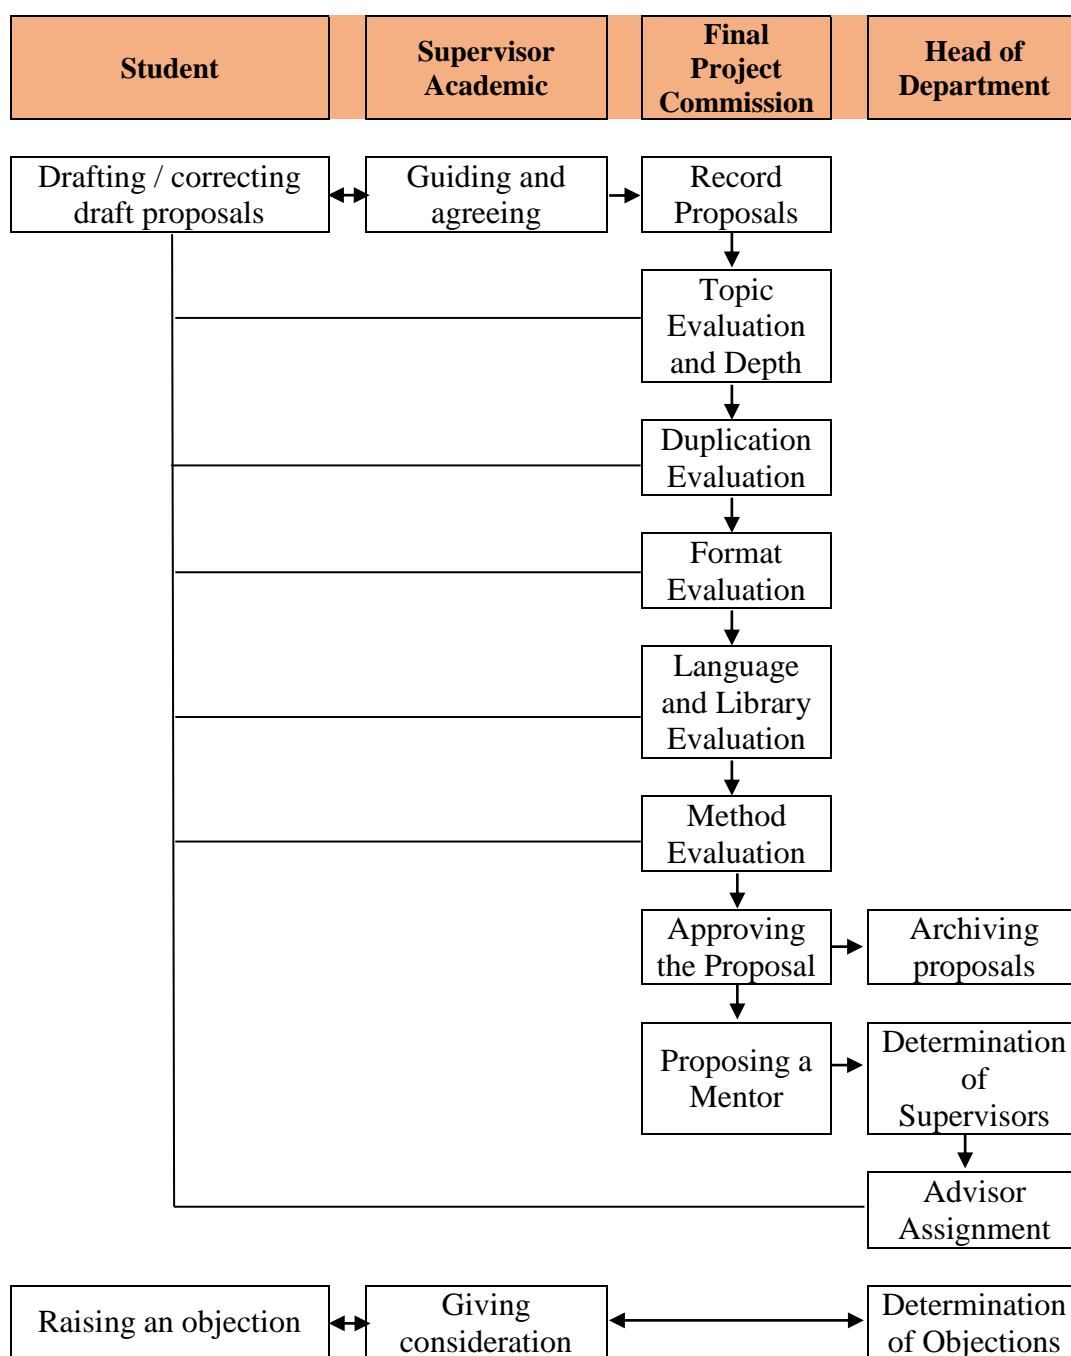 Student
Supervisor
Academic
Final
Project
Commission
Head of
Department
Drafting / correcting
draft proposals
Guiding and
agreeing
Record
Proposals
Topic
Evaluation
and Depth
Duplication
Evaluation
Format
Evaluation
Language
and Library
Evaluation
Method
Evaluation
Approving
the Proposal
Archiving
proposals
Proposing a
Mentor
Determination
of
Supervisors
Advisor
Assignment
Raising an objection
Giving
consideration
Determination
of Objections